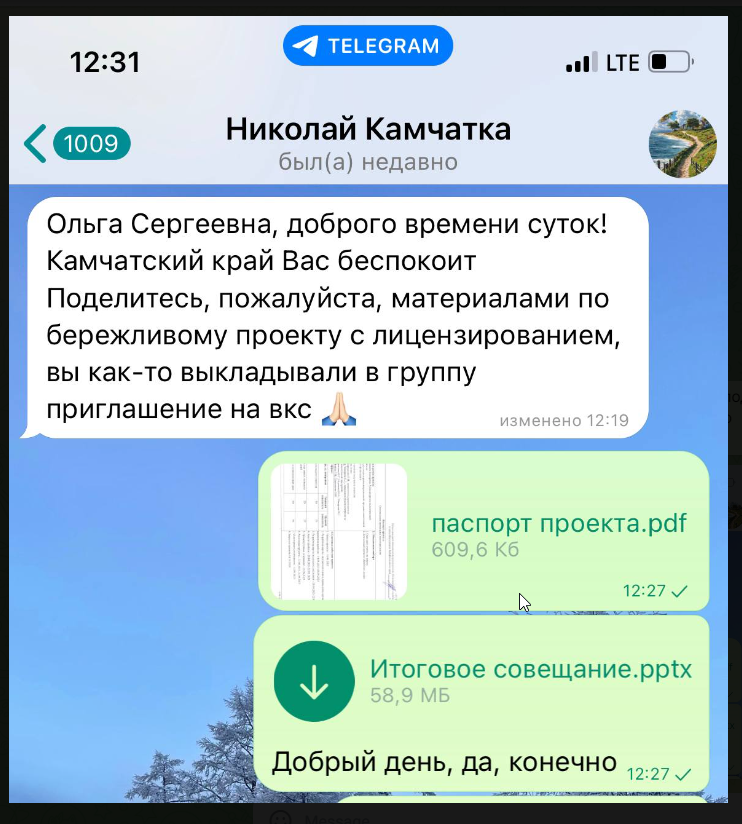 12:31
TELEGRAM
LTE
1009
Николай Камчатка
был(а) недавно
Ольга Сергеевна, доброго времени суток!
Камчатский край Вас беспокоит
Поделитесь, пожалуйста, материалами по
бережливому проекту с лицензированием,
вы как-то выкладывали в группу
приглашение на вкс 🙏🏻
изменено 12:19
паспорт проекта.pdf
609,6 Кб
12:27
Итоговое совещание.pptx
58,9 МБ
Добрый день, да, конечно
12:27
Message